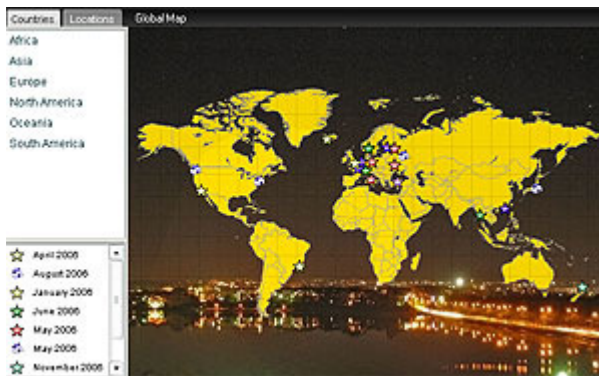 Countries
Locations
Global Map
Africa
Asia
Europe
North America
Oceania
South America
April 2006
August 2006
January 2006
June 2006
May 2006
May 2006
November 2006